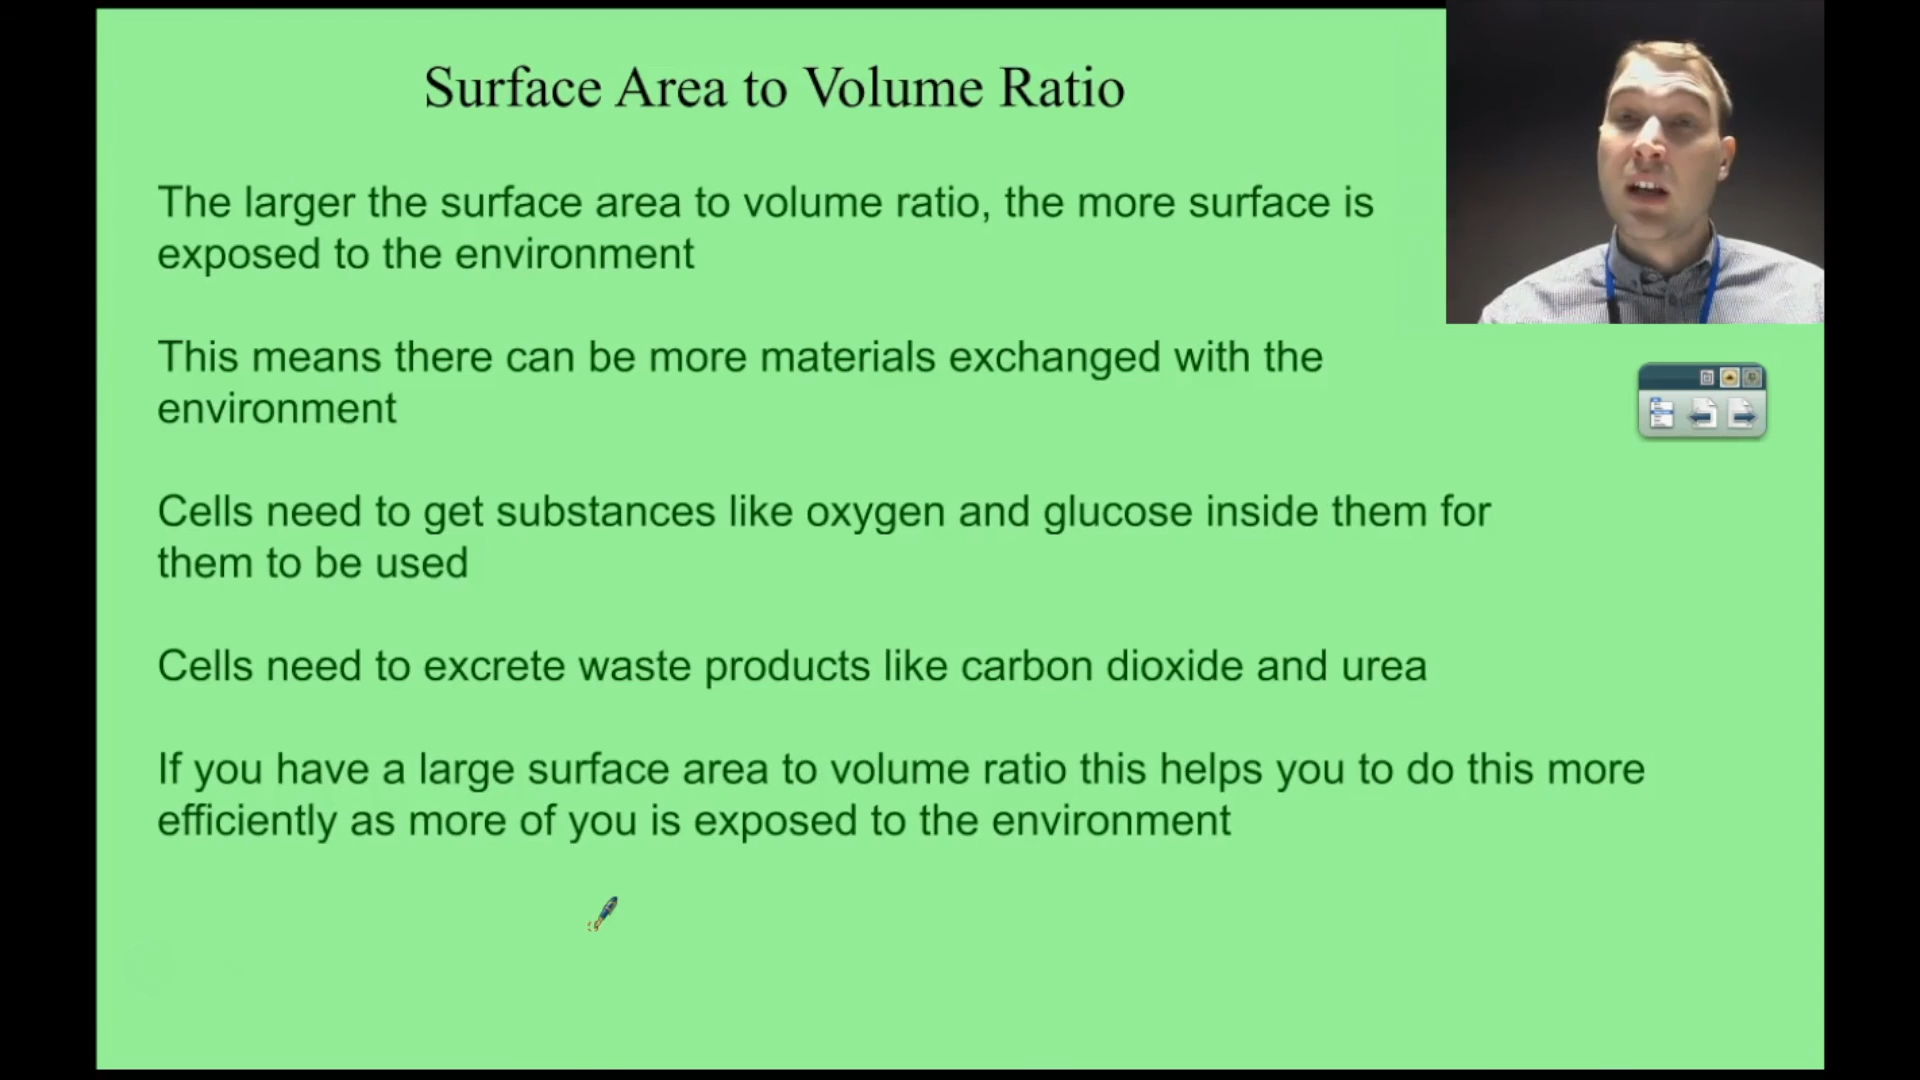 Surface Area to Volume Ratio
The larger the surface area to volume ratio, the more surface is
exposed to the environment
This means there can be more materials exchanged with the
environment
Cells need to get substances like oxygen and glucose inside them for
them to be used
Cells need to excrete waste products like carbon dioxide and urea
If you have a large surface area to volume ratio this helps you to do this more
efficiently as more of you is exposed to the environment